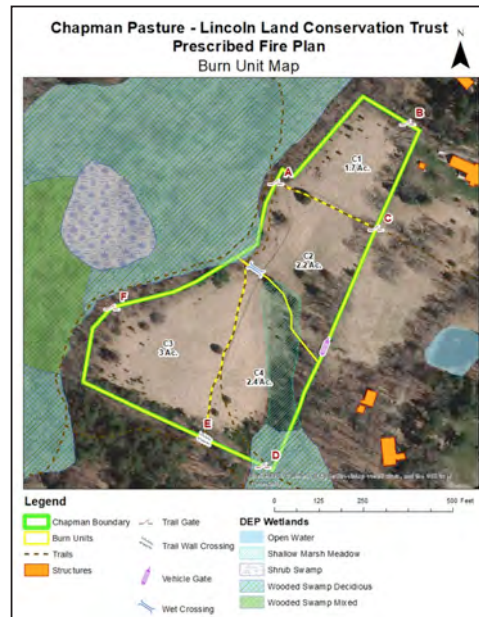 Chapman Pasture - Lincoln Land Conservation Trust
Prescribed Fire Plan
Burn Unit Map
N
B
C1
1.7 Ac.
A
C
C2
2.2 Ac.
F
C3
3 Ac.
C4
2.4 Ac.
E
D
0 125 250 500 Feet
Legend
Chapman Boundary
Burn Units
Trails
Structures
Trail Gate
Trail Wall Crossing
Vehicle Gate
Wet Crossing
DEP Wetlands
Open Water
Shallow Marsh Meadow
Shrub Swamp
Wooded Swamp Decidious
Wooded Swamp Mixed